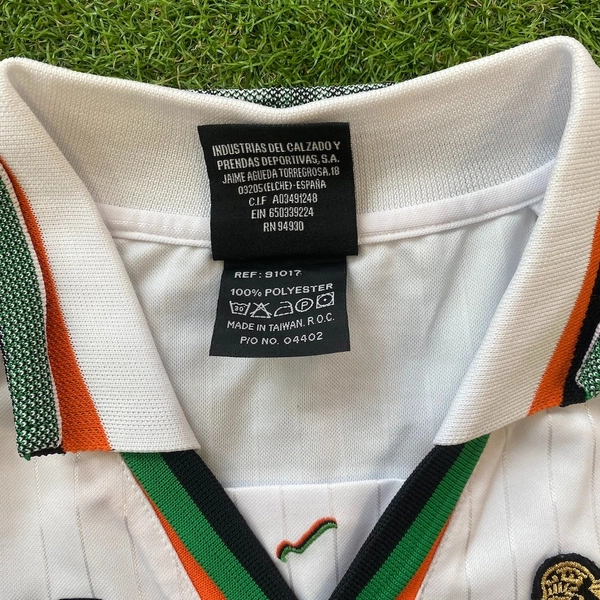 INDUSTRIAS DEL CALZADO Y
PRENDAS DEPORTIVAS, S.A.
JAIME AGUEDA TORREGROSA, 18
03205 (ELCHE) - ESPAÑA
C.I.F A03491248
EIN 650339224
RN 94930
REF: 91017
100% POLYESTER
30
MADE IN TAIWAN. R.O.C.
P/O NO. 04402